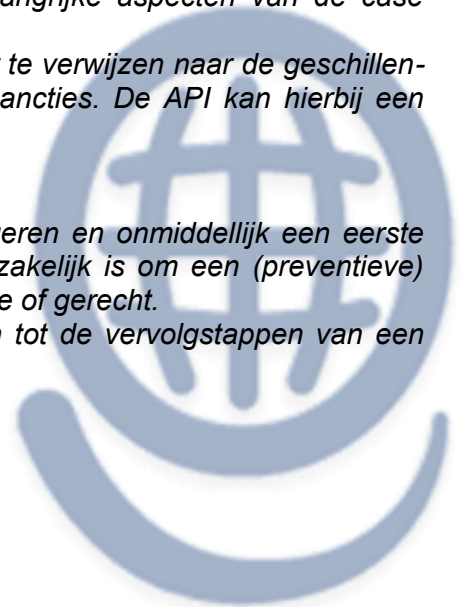 langrijke aspecten van de case
te verwijzen naar de geschillen-
ancties. De API kan hierbij een
eren en onmiddellijk een eerste
zakelijk is om een (preventieve)
e of gerecht.
tot de vervolgstappen van een